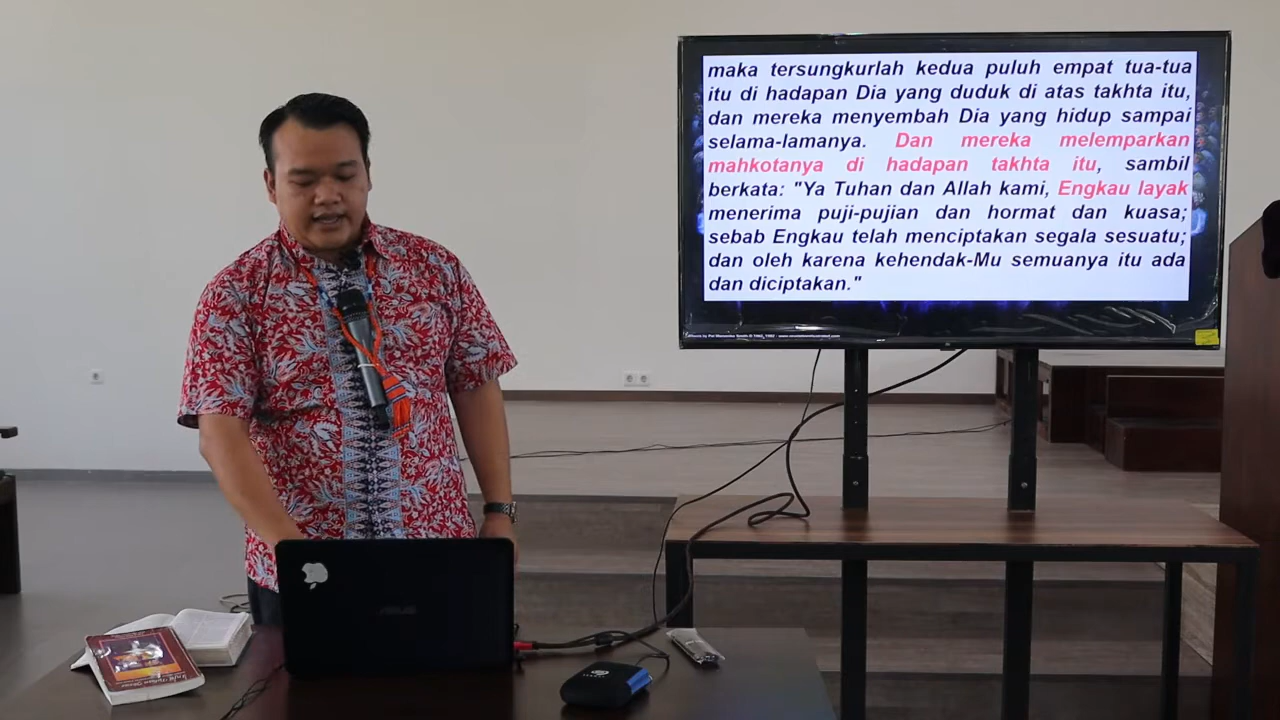 maka tersungkurlah kedua puluh empat tua-tua
itu di hadapan Dia yang duduk di atas takhta itu,
dan mereka menyembah Dia yang hidup sampai
selama-lamanya. Dan mereka melemparkan
mahkotanya di hadapan takhta itu, sambil
berkata: "Ya Tuhan dan Allah kami, Engkau layak
menerima puji-pujian dan hormat dan kuasa;
sebab Engkau telah menciptakan segala sesuatu;
dan oleh karena kehendak-Mu semuanya itu ada
dan diciptakan."
ASUS